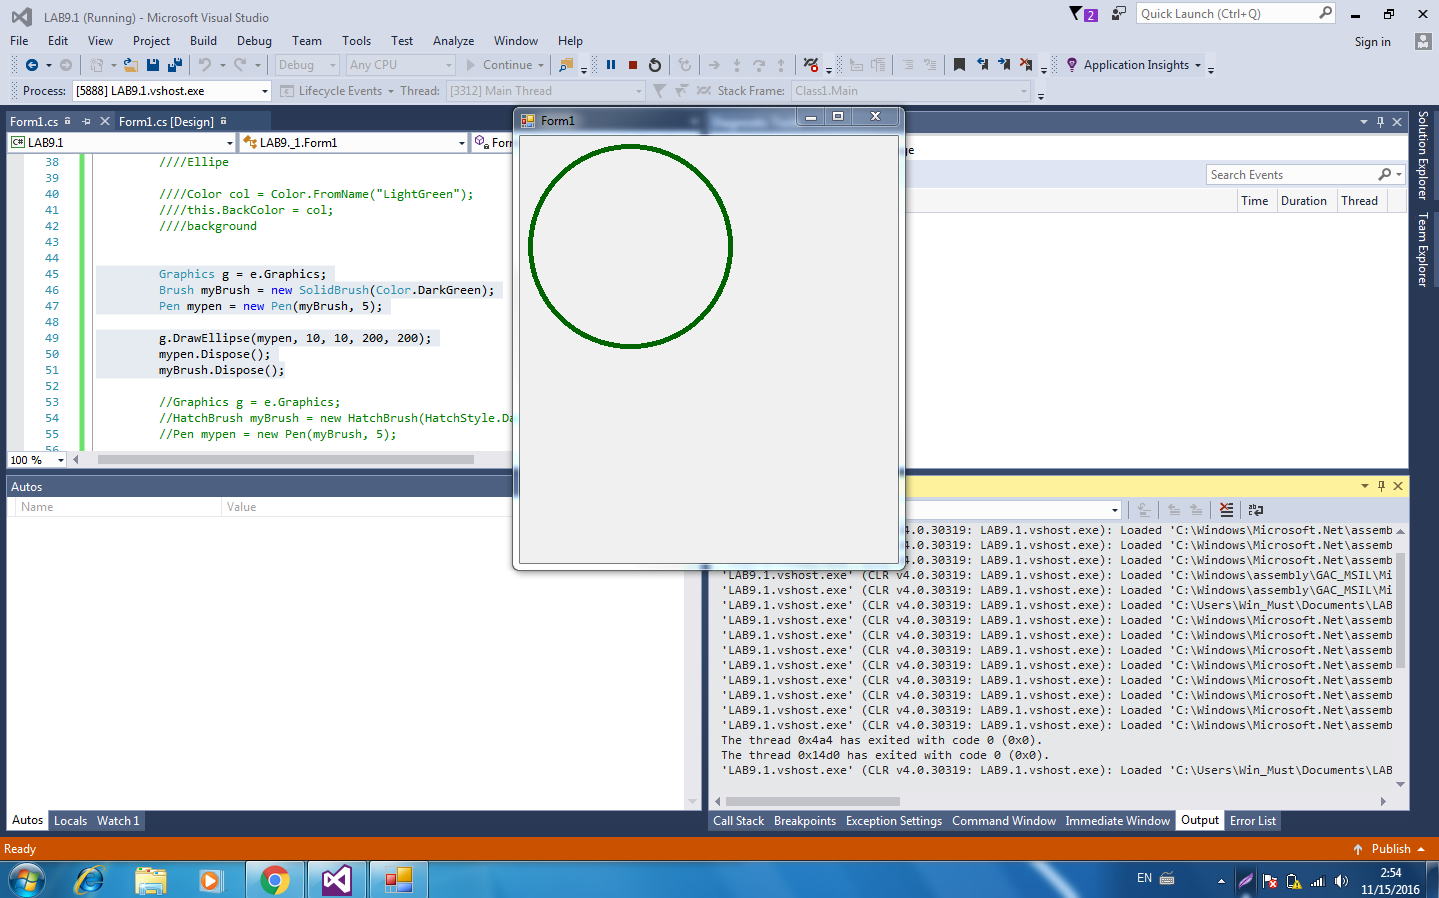 LAB9.1 (Running) - Microsoft Visual Studio
2
Quick Launch (Ctrl+Q)
File Edit View Project Build Debug Team Tools Test Analyze Window Help
Sign in
Debug Any CPU Continue Application Insights
Process: [5888] LAB9.1.vshost.exe Lifecycle Events Thread: [3312] Main Thread Stack Frame: Class1.Main
Form1.cs Form1.cs [Design]
C# LAB9.1 LAB9._1.Form1 For
38 ////Ellipe
39
40 ////Color col = Color.FromName("LightGreen");
41 ////this.BackColor = col;
42 ////background
43
44
45 Graphics g = e.Graphics;
46 Brush myBrush = new SolidBrush(Color.DarkGreen);
47 Pen mypen = new Pen(myBrush, 5);
48
49 g.DrawEllipse(mypen, 10, 10, 200, 200);
50 mypen.Dispose();
51 myBrush.Dispose();
52
53 //Graphics g = e.Graphics;
54 //HatchBrush myBrush = new HatchBrush(HatchStyle.Da
55 //Pen mypen = new Pen(myBrush, 5);
56
100 %
Form1
ge
Search Events
Time Duration Thread
Solution Explorer
Team Explorer
Autos
Name Value
v4.0.30319: LAB9.1.vshost.exe): Loaded 'C:\Windows\Microsoft.Net\assemb
v4.0.30319: LAB9.1.vshost.exe): Loaded 'C:\Windows\Microsoft.Net\assemb
v4.0.30319: LAB9.1.vshost.exe): Loaded 'C:\Windows\Microsoft.Net\assemb
'LAB9.1.vshost.exe' (CLR v4.0.30319: LAB9.1.vshost.exe): Loaded 'C:\Windows\assembly\GAC_MSIL\Mi
'LAB9.1.vshost.exe' (CLR v4.0.30319: LAB9.1.vshost.exe): Loaded 'C:\Windows\assembly\GAC_MSIL\Mi
'LAB9.1.vshost.exe' (CLR v4.0.30319: LAB9.1.vshost.exe): Loaded 'C:\Users\Win_Must\Documents\LAB
'LAB9.1.vshost.exe' (CLR v4.0.30319: LAB9.1.vshost.exe): Loaded 'C:\Windows\Microsoft.Net\assemb
'LAB9.1.vshost.exe' (CLR v4.0.30319: LAB9.1.vshost.exe): Loaded 'C:\Windows\Microsoft.Net\assemb
'LAB9.1.vshost.exe' (CLR v4.0.30319: LAB9.1.vshost.exe): Loaded 'C:\Windows\Microsoft.Net\assemb
'LAB9.1.vshost.exe' (CLR v4.0.30319: LAB9.1.vshost.exe): Loaded 'C:\Windows\Microsoft.Net\assemb
'LAB9.1.vshost.exe' (CLR v4.0.30319: LAB9.1.vshost.exe): Loaded 'C:\Windows\Microsoft.Net\assemb
'LAB9.1.vshost.exe' (CLR v4.0.30319: LAB9.1.vshost.exe): Loaded 'C:\Windows\Microsoft.Net\assemb
'LAB9.1.vshost.exe' (CLR v4.0.30319: LAB9.1.vshost.exe): Loaded 'C:\Windows\Microsoft.Net\assemb
'LAB9.1.vshost.exe' (CLR v4.0.30319: LAB9.1.vshost.exe): Loaded 'C:\Windows\Microsoft.Net\assemb
The thread 0x4a4 has exited with code 0 (0x0).
The thread 0x14d0 has exited with code 0 (0x0).
'LAB9.1.vshost.exe' (CLR v4.0.30319: LAB9.1.vshost.exe): Loaded 'C:\Users\Win_Must\Documents\LAB
Autos Locals Watch 1
Call Stack Breakpoints Exception Settings Command Window Immediate Window Output Error List
Ready
Publish
EN
2:54
11/15/2016